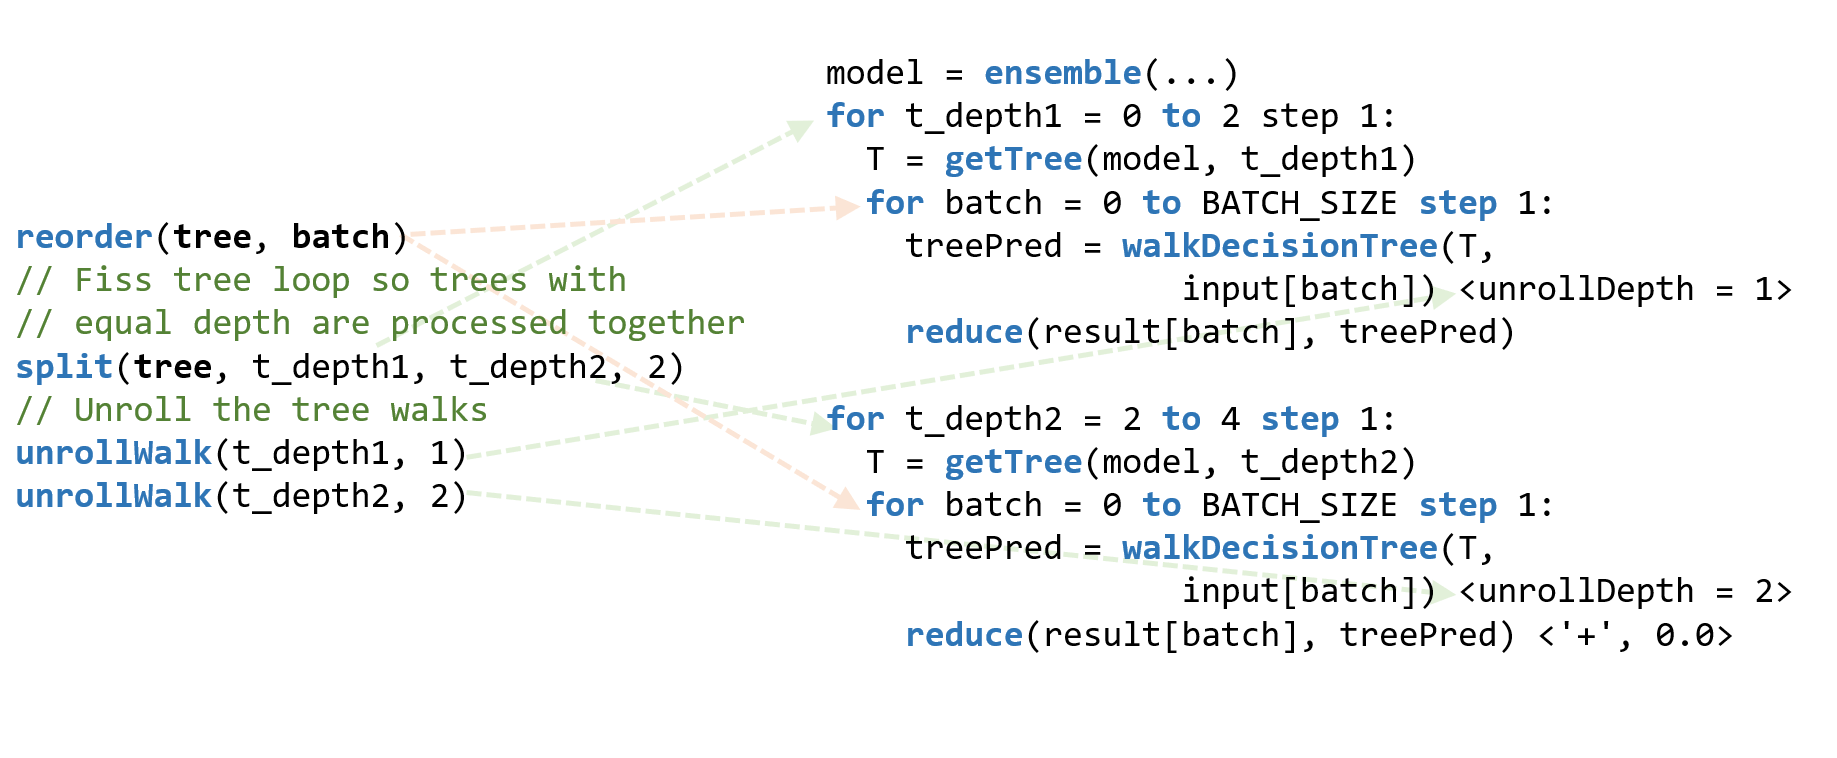 reorder(tree, batch)
// Fiss tree loop so trees with
// equal depth are processed together
split(tree, t_depth1, t_depth2, 2)
// Unroll the tree walks
unrollWalk(t_depth1, 1)
unrollWalk(t_depth2, 2)
model = ensemble(...)
for t_depth1 = 0 to 2 step 1:
  T = getTree(model, t_depth1)
  for batch = 0 to BATCH_SIZE step 1:
    treePred = walkDecisionTree(T,
                  input[batch]) <unrollDepth = 1>
    reduce(result[batch], treePred)
for t_depth2 = 2 to 4 step 1:
  T = getTree(model, t_depth2)
  for batch = 0 to BATCH_SIZE step 1:
    treePred = walkDecisionTree(T,
                  input[batch]) <unrollDepth = 2>
    reduce(result[batch], treePred) <'+', 0.0>